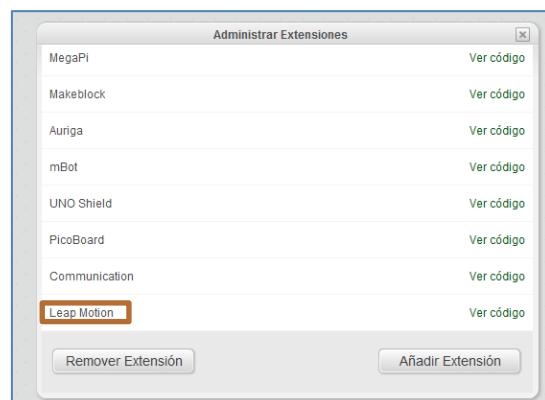 Administrar Extensiones
MegaPi Ver código
Makeblock Ver código
Auriga Ver código
mBot Ver código
UNO Shield Ver código
PicoBoard Ver código
Communication Ver código
Leap Motion Ver código
Remover Extensión Añadir Extensión